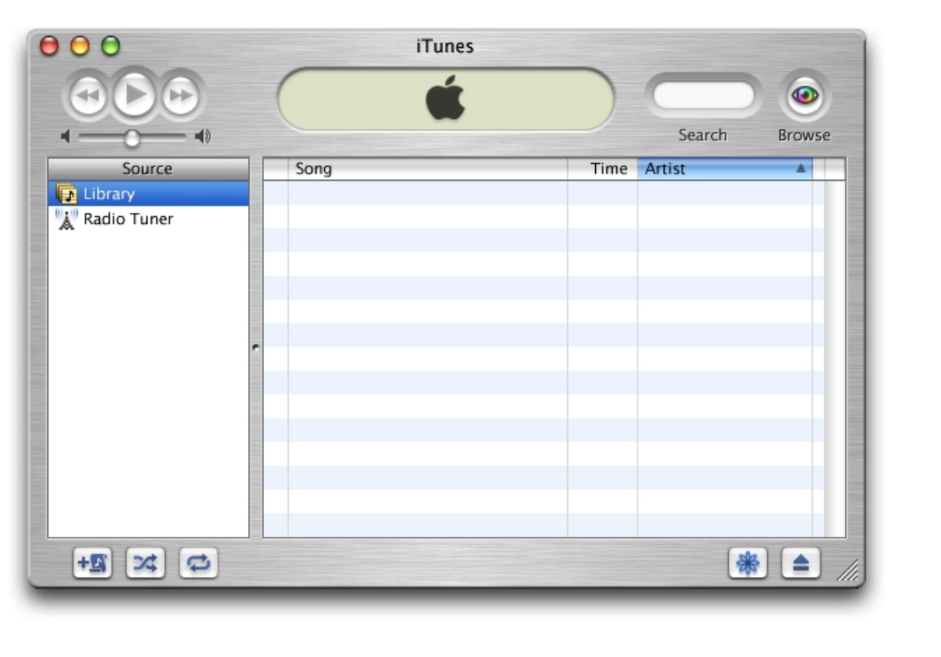 iTunes
Search
Browse
Source
Song
Time
Artist
Library
Radio Tuner